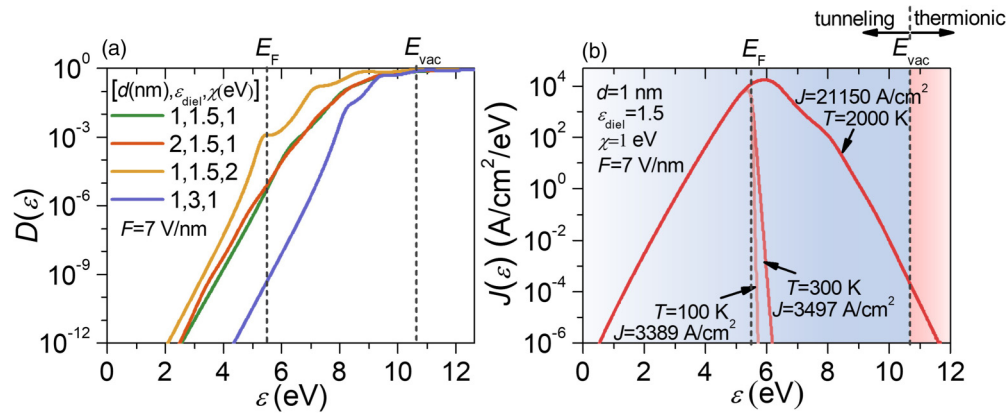 tunneling thermionic
(a) E_F E_vac (b) E_F E_vac
10^0
10^-3
10^-6
10^-9
10^-12
D(ε)
[d(nm),ε_diel,χ(eV)]
1,1.5,1
2,1.5,1
1,1.5,2
1,3,1
F=7 V/nm
0 2 4 6 8 10 12
ε (eV)
10^4
10^2
10^0
10^-2
10^-4
10^-6
J(ε) (A/cm^2/eV)
d=1 nm
ε_diel=1.5
χ=1 eV
F=7 V/nm
J=21150 A/cm^2
T=2000 K
T=300 K
J=3497 A/cm^2
T=100 K
J=3389 A/cm^2
0 2 4 6 8 10 12
ε (eV)